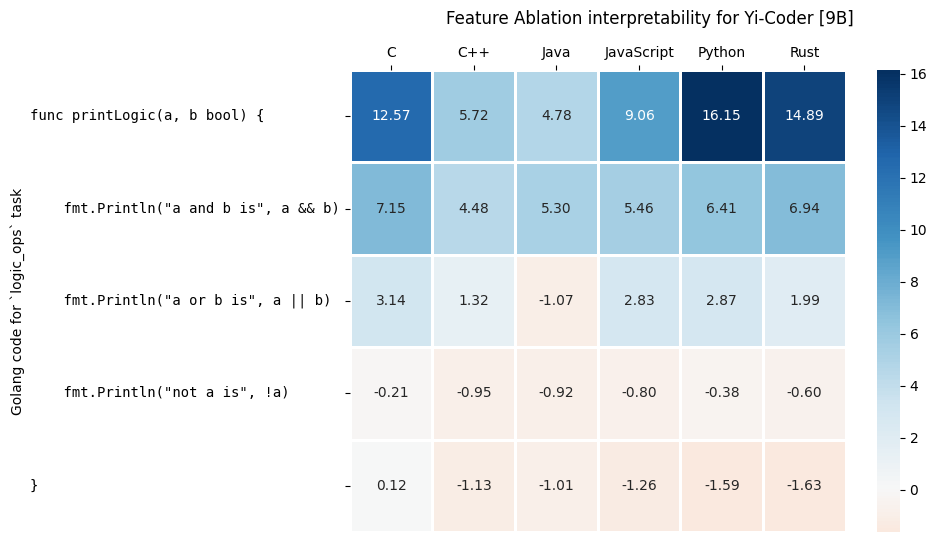 Feature Ablation interpretability for Yi-Coder [9B]
C C++ Java JavaScript Python Rust
func printLogic(a, b bool) { 12.57 5.72 4.78 9.06 16.15 14.89
fmt.Println("a and b is", a && b) 7.15 4.48 5.30 5.46 6.41 6.94
fmt.Println("a or b is", a || b) 3.14 1.32 -1.07 2.83 2.87 1.99
fmt.Println("not a is", !a) -0.21 -0.95 -0.92 -0.80 -0.38 -0.60
} 0.12 -1.13 -1.01 -1.26 -1.59 -1.63
Golang code for `logic_ops` task
16
14
12
10
8
6
4
2
0